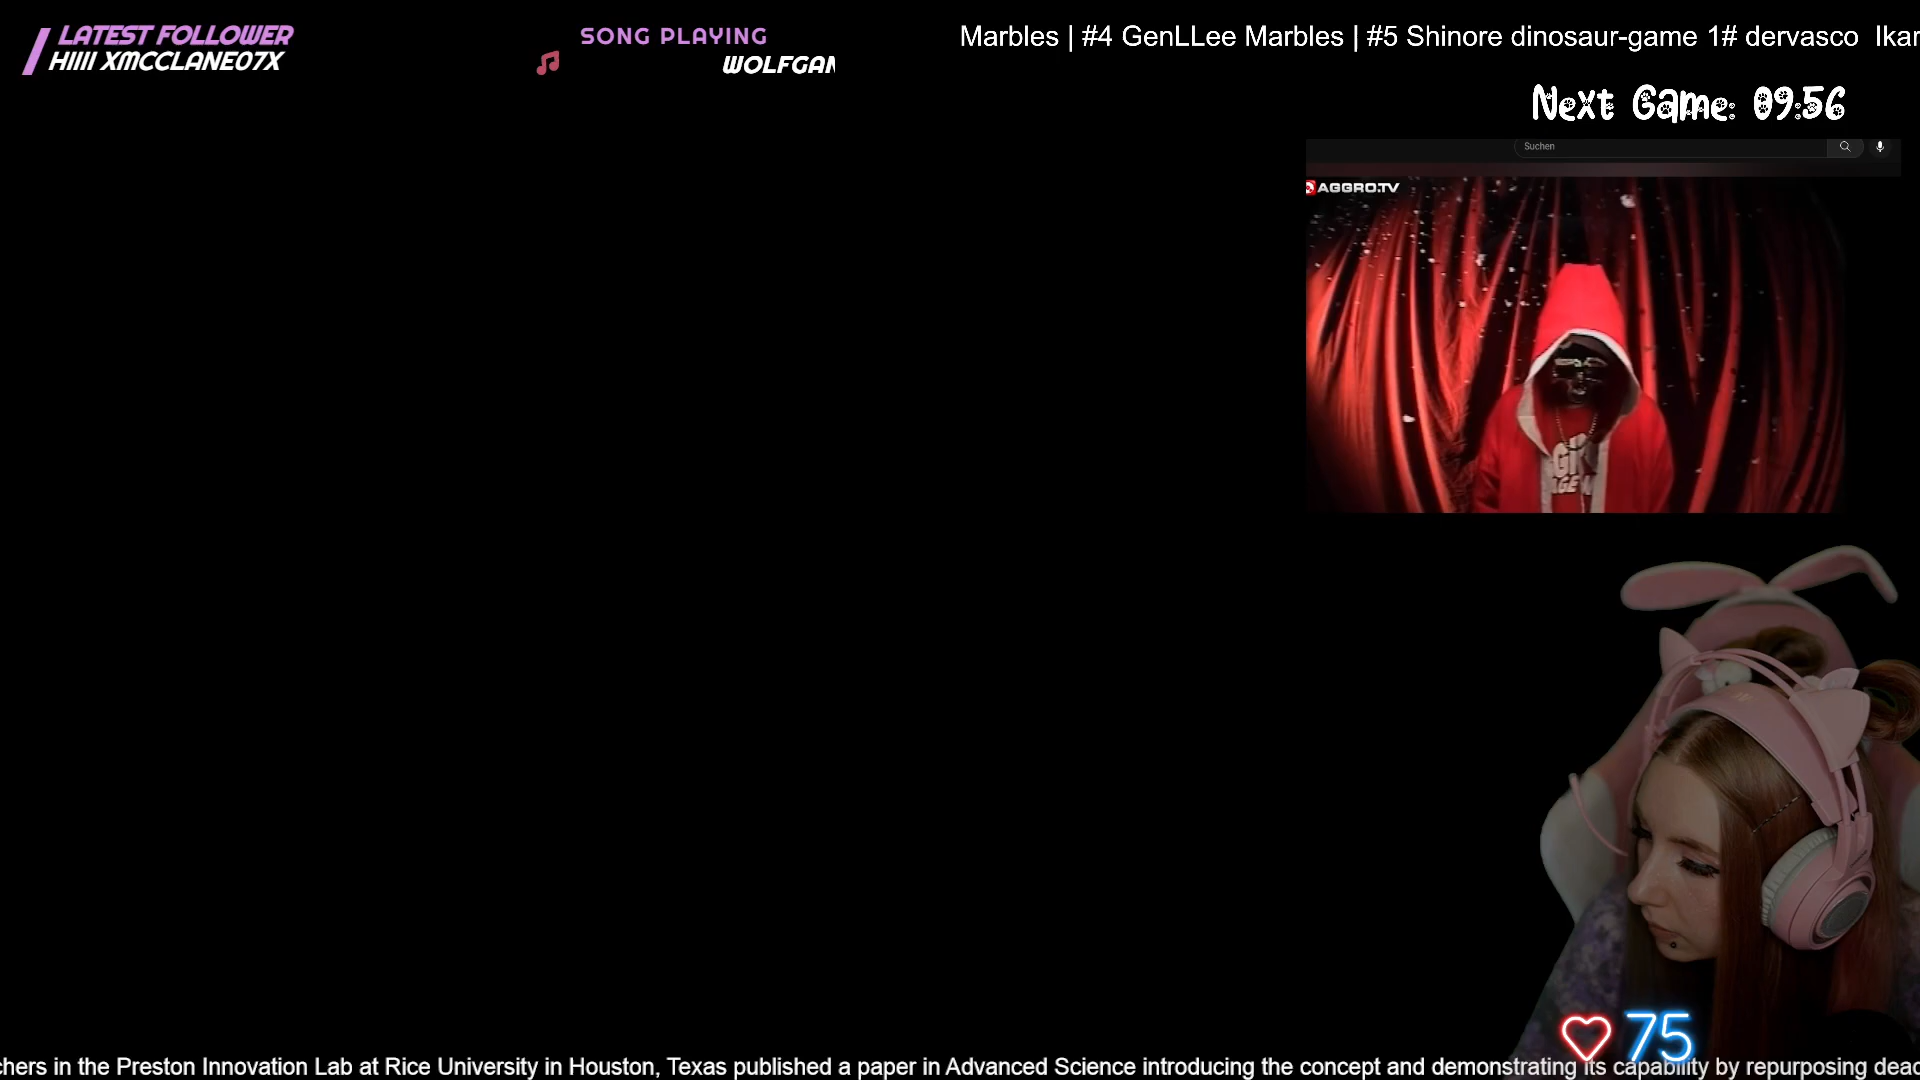 LATEST FOLLOWER
HIIII XMCCLANE07X
SONG PLAYING
WOLFGAN
Marbles | #4 GenLLee Marbles | #5 Shinore dinosaur-game 1# dervasco Ikar
Next Game: 09:56
Suchen
AGGRO.TV
75
chers in the Preston Innovation Lab at Rice University in Houston, Texas published a paper in Advanced Science introducing the concept and demonstrating its capability by repurposing dead